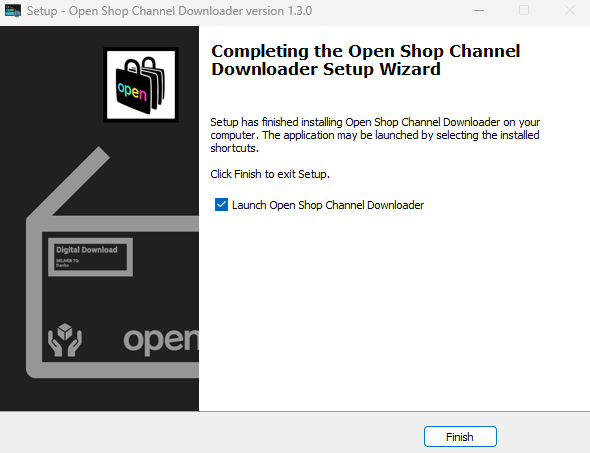 Setup - Open Shop Channel Downloader version 1.3.0
open
Completing the Open Shop Channel
Downloader Setup Wizard
Setup has finished installing Open Shop Channel Downloader on your
computer. The application may be launched by selecting the installed
shortcuts.
Click Finish to exit Setup.
Launch Open Shop Channel Downloader
Digital Download
DELIVER TO:
open
Finish